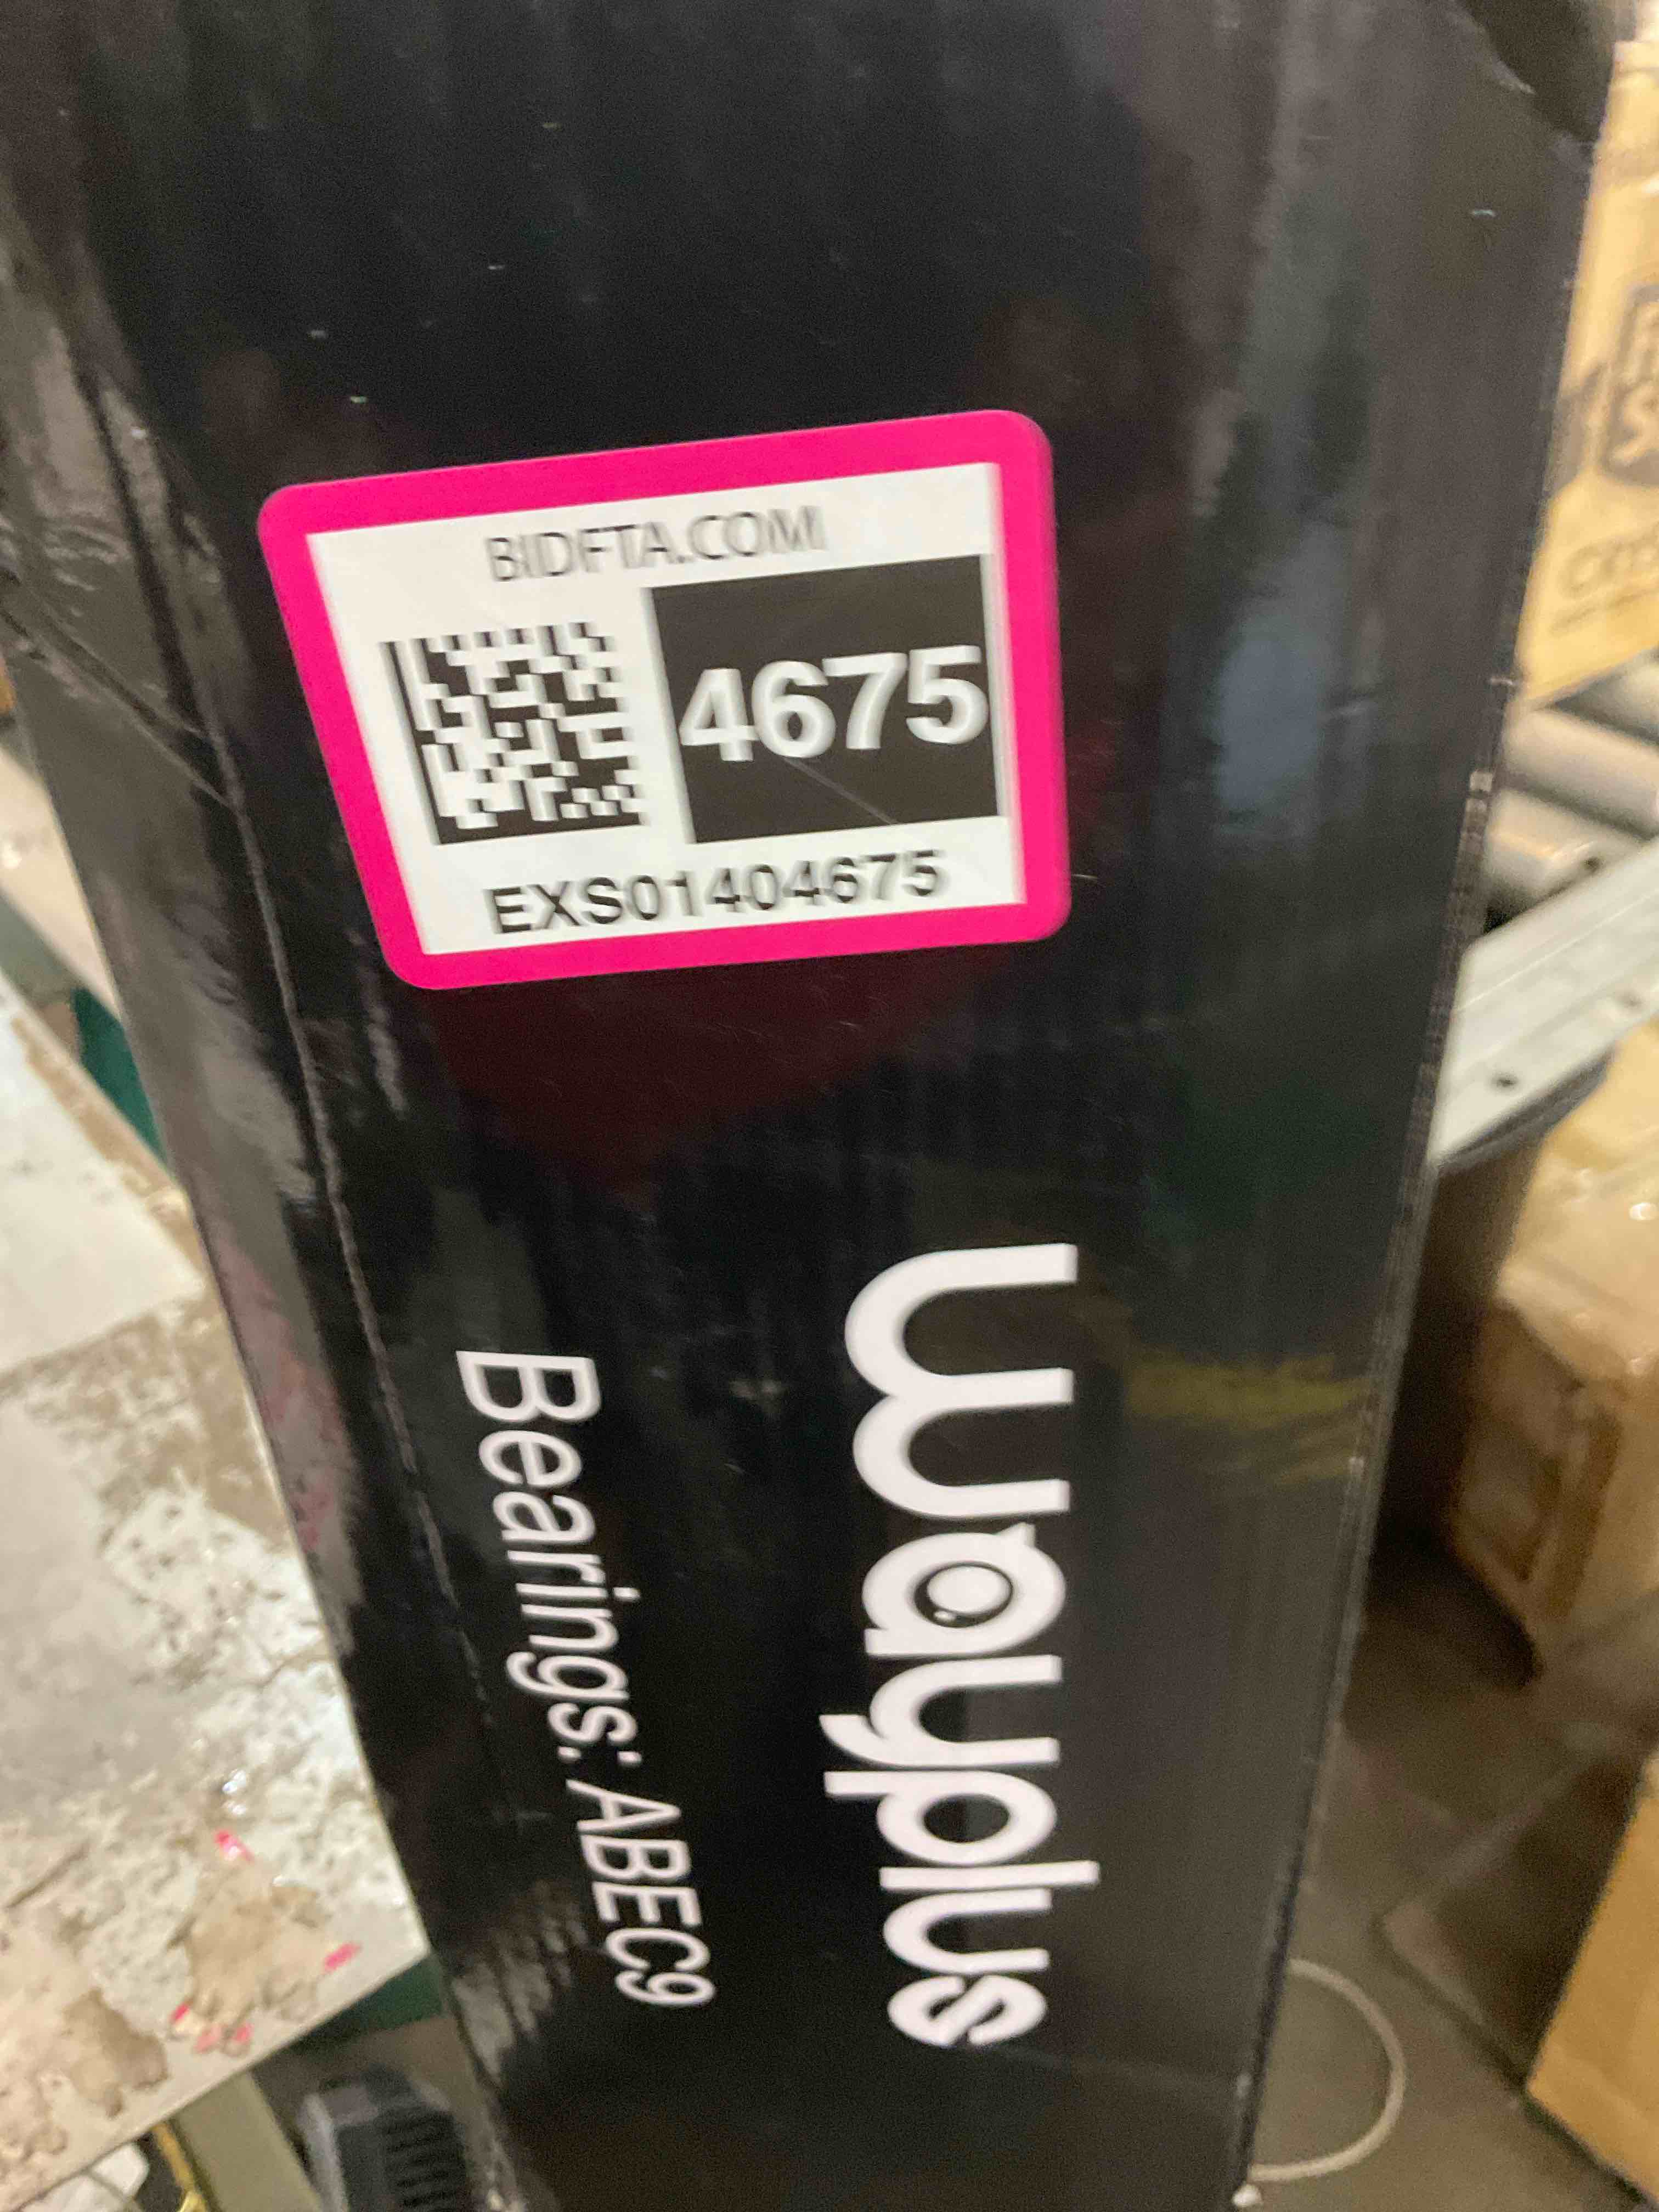 BIDFTA.COM
4675
EXS01404675
Wayplus
Bearings: ABEC9